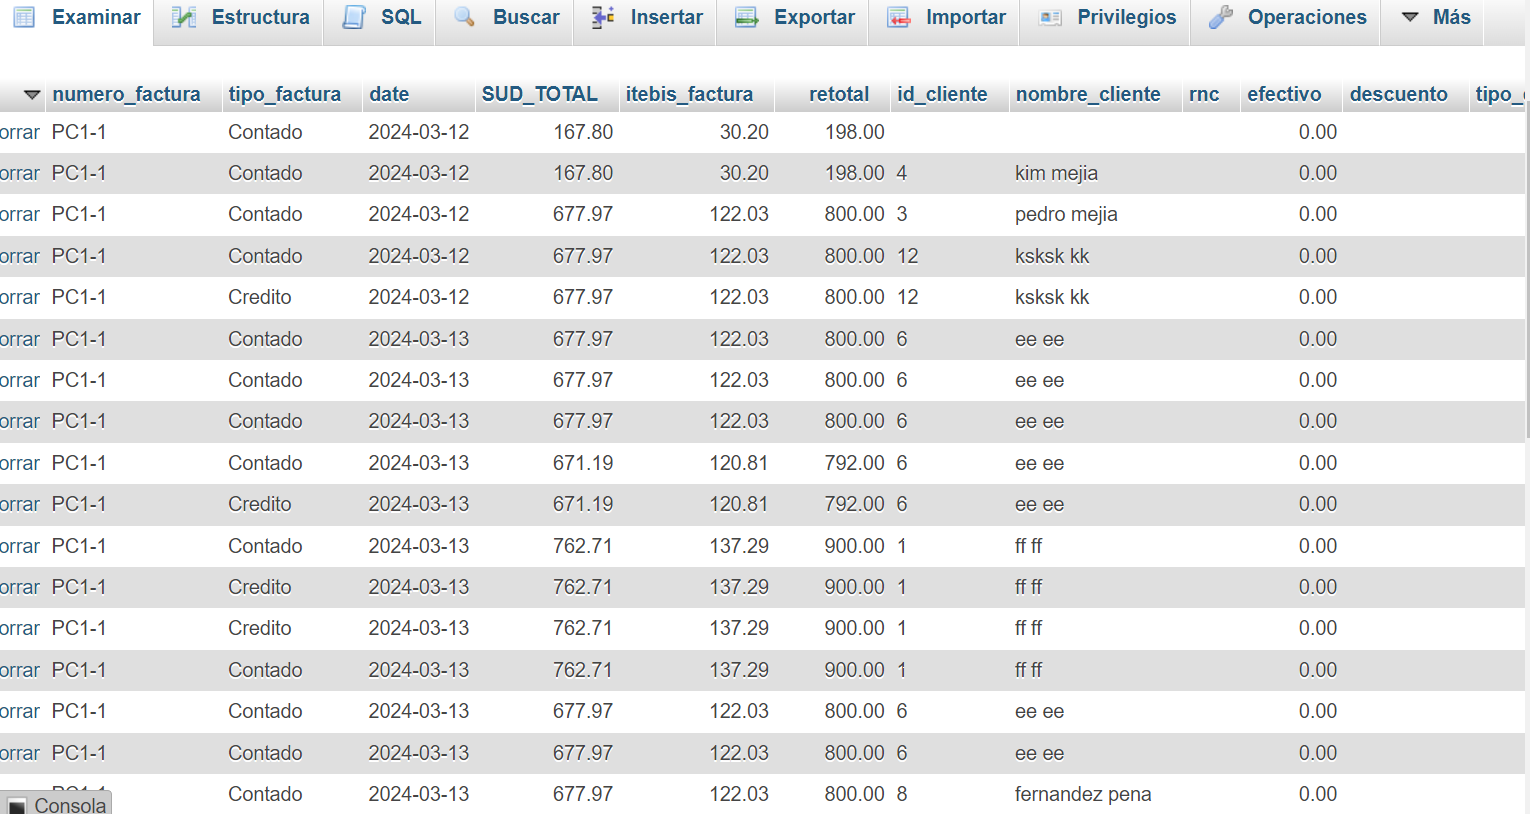 Examinar Estructura SQL Buscar Insertar Exportar Importar Privilegios Operaciones Más
numero_factura tipo_factura date SUD_TOTAL itebis_factura retotal id_cliente nombre_cliente rnc efectivo descuento tipo_
orrar PC1-1 Contado 2024-03-12 167.80 30.20 198.00 0.00
orrar PC1-1 Contado 2024-03-12 167.80 30.20 198.00 4 kim mejia 0.00
orrar PC1-1 Contado 2024-03-12 677.97 122.03 800.00 3 pedro mejia 0.00
orrar PC1-1 Contado 2024-03-12 677.97 122.03 800.00 12 ksksk kk 0.00
orrar PC1-1 Credito 2024-03-12 677.97 122.03 800.00 12 ksksk kk 0.00
orrar PC1-1 Contado 2024-03-13 677.97 122.03 800.00 6 ee ee 0.00
orrar PC1-1 Contado 2024-03-13 677.97 122.03 800.00 6 ee ee 0.00
orrar PC1-1 Contado 2024-03-13 677.97 122.03 800.00 6 ee ee 0.00
orrar PC1-1 Contado 2024-03-13 671.19 120.81 792.00 6 ee ee 0.00
orrar PC1-1 Credito 2024-03-13 671.19 120.81 792.00 6 ee ee 0.00
orrar PC1-1 Contado 2024-03-13 762.71 137.29 900.00 1 ff ff 0.00
orrar PC1-1 Credito 2024-03-13 762.71 137.29 900.00 1 ff ff 0.00
orrar PC1-1 Credito 2024-03-13 762.71 137.29 900.00 1 ff ff 0.00
orrar PC1-1 Contado 2024-03-13 762.71 137.29 900.00 1 ff ff 0.00
orrar PC1-1 Contado 2024-03-13 677.97 122.03 800.00 6 ee ee 0.00
orrar PC1-1 Contado 2024-03-13 677.97 122.03 800.00 6 ee ee 0.00
Contado 2024-03-13 677.97 122.03 800.00 8 fernandez pena 0.00
Consola